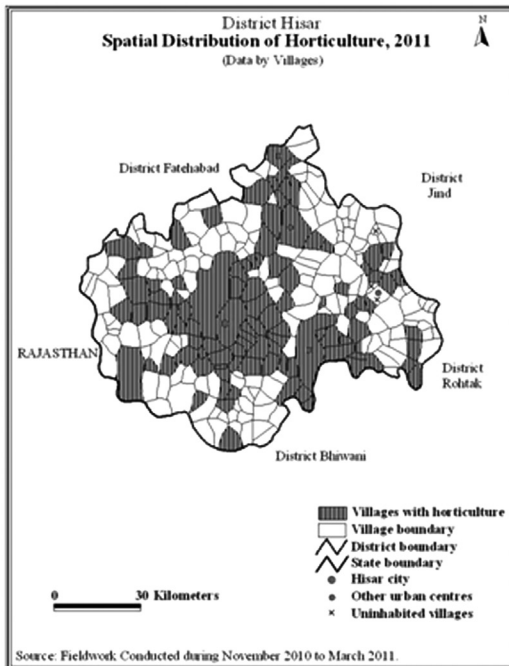 District Hisar
Spatial Distribution of Horticulture, 2011
(Data by Villages)
N
District Fatehabad
District
Jind
RAJASTHAN
District
Rohtak
District Bhiwani
Villages with horticulture
Village boundary
District boundary
State boundary
Hisar city
Other urban centres
Uninhabited villages
0 30 Kilometers
Source: Fieldwork Conducted during November 2010 to March 2011.